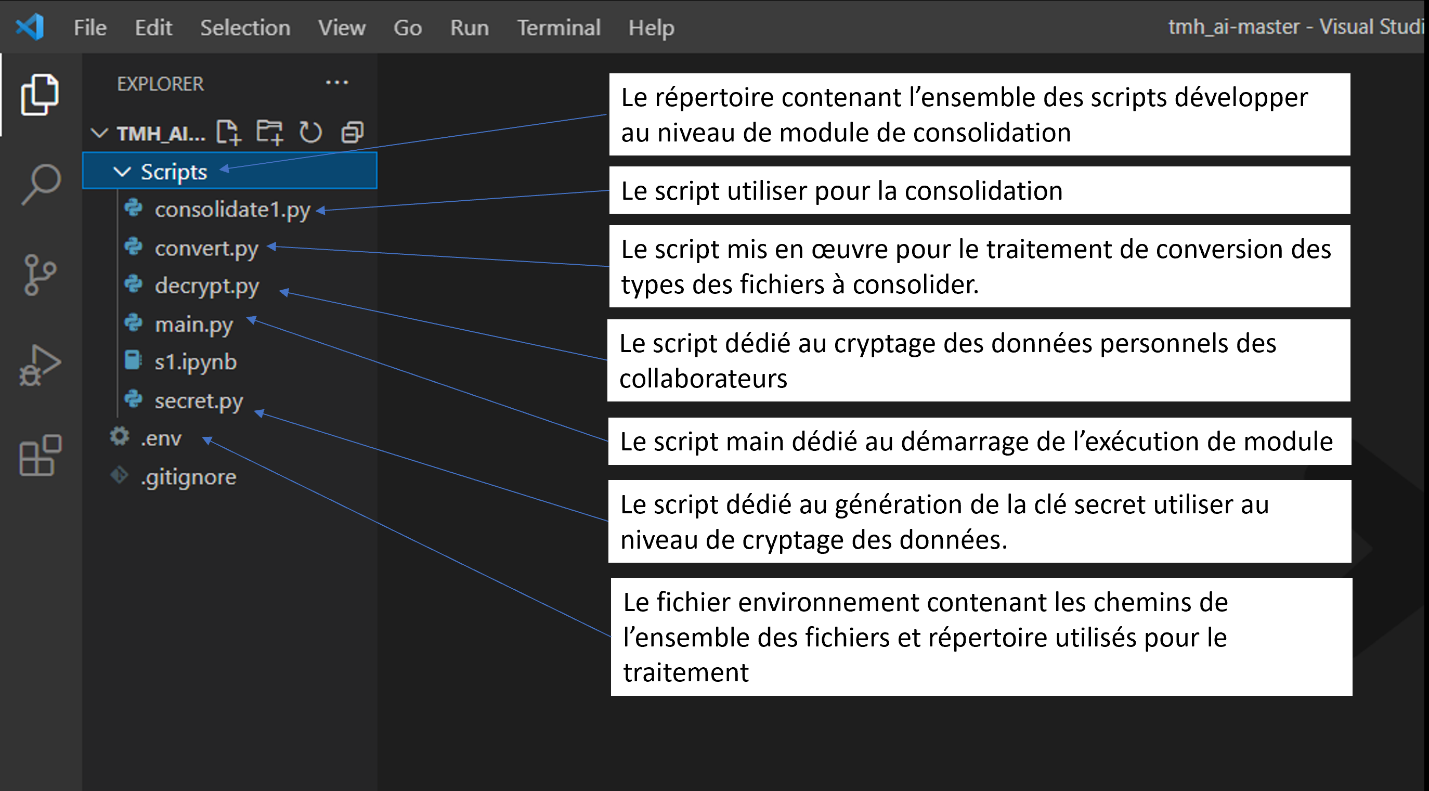 File Edit Selection View Go Run Terminal Help
tmh_ai-master - Visual Studi
EXPLORER ...
TMH_AI...
Scripts
consolidate1.py
convert.py
decrypt.py
main.py
s1.ipynb
secret.py
.env
.gitignore
Le répertoire contenant l’ensemble des scripts développer
au niveau de module de consolidation
Le script utiliser pour la consolidation
Le script mis en œuvre pour le traitement de conversion des
types des fichiers à consolider.
Le script dédié au cryptage des données personnels des
collaborateurs
Le script main dédié au démarrage de l’exécution de module
Le script dédié au génération de la clé secret utiliser au
niveau de cryptage des données.
Le fichier environnement contenant les chemins de
l’ensemble des fichiers et répertoire utilisés pour le
traitement